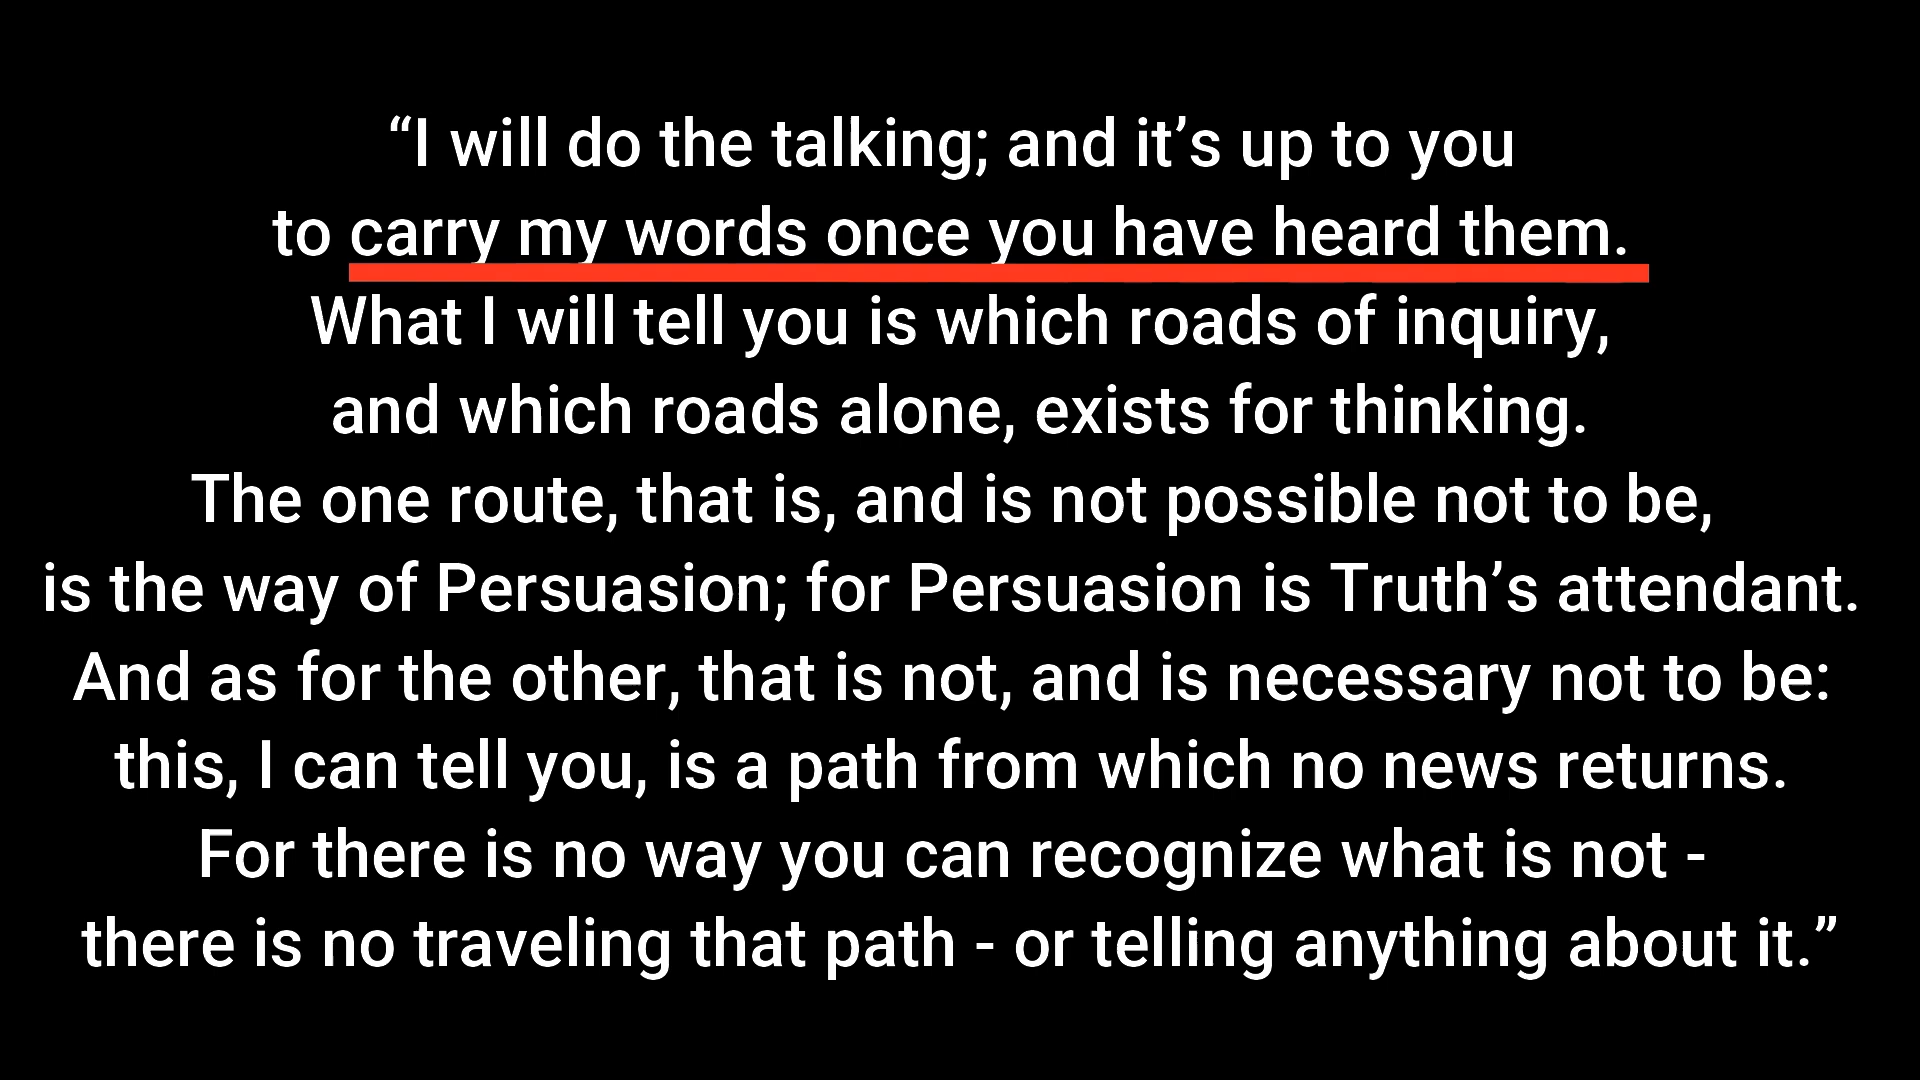 “I will do the talking; and it’s up to you
to carry my words once you have heard them.
What I will tell you is which roads of inquiry,
and which roads alone, exists for thinking.
The one route, that is, and is not possible not to be,
is the way of Persuasion; for Persuasion is Truth’s attendant.
And as for the other, that is not, and is necessary not to be:
this, I can tell you, is a path from which no news returns.
For there is no way you can recognize what is not -
there is no traveling that path - or telling anything about it.”